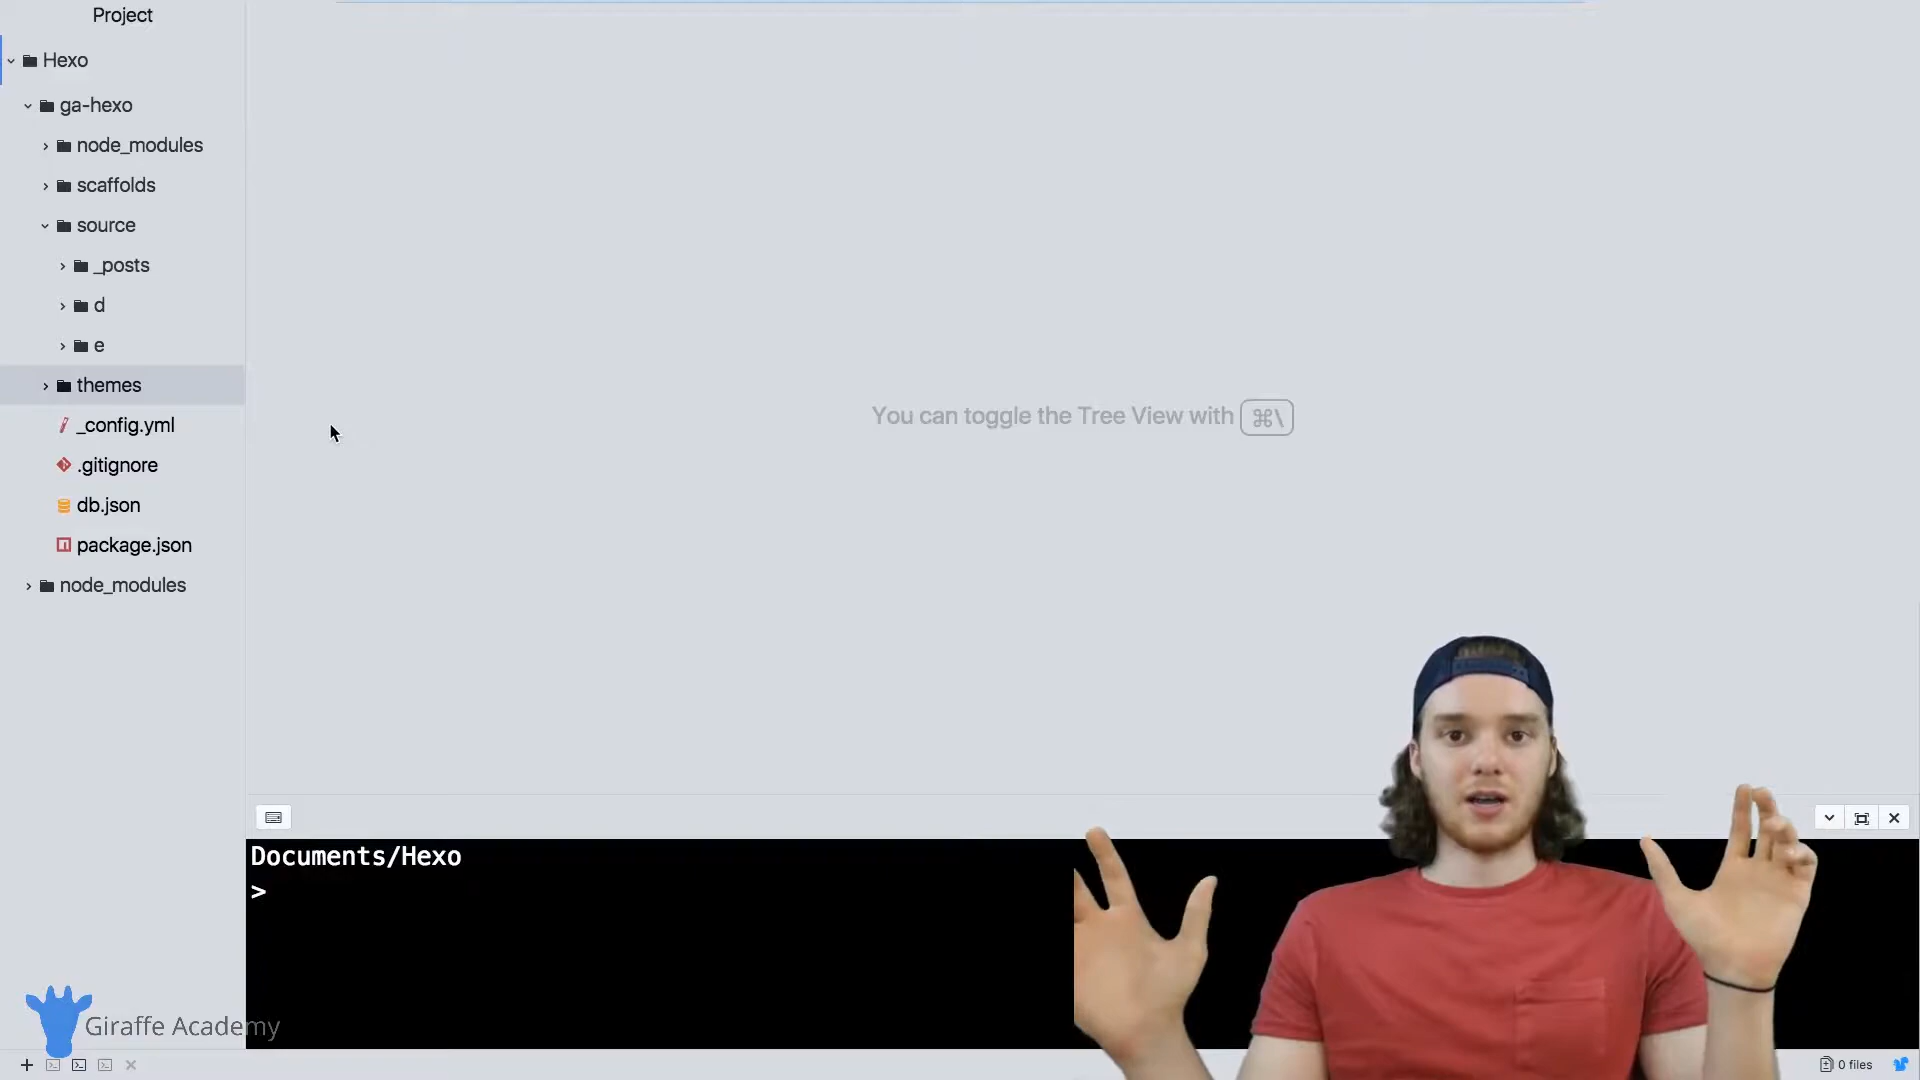 Project
Hexo
ga-hexo
node_modules
scaffolds
source
_posts
d
e
themes
_config.yml
.gitignore
db.json
package.json
node_modules
You can toggle the Tree View with ⌘\
Documents/Hexo
>
Giraffe Academy
0 files